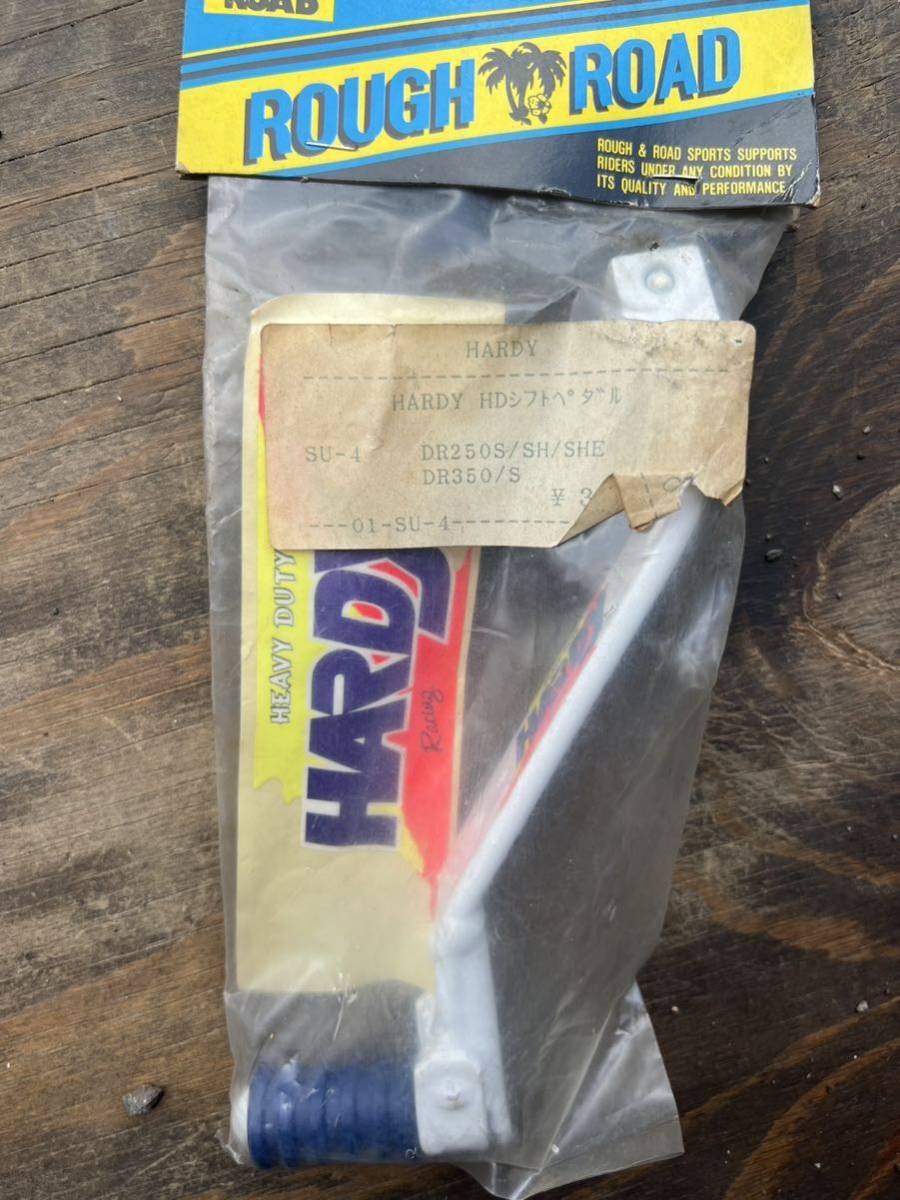 ROAD
ROUGH ROAD
ROUGH & ROAD SPORTS SUPPORTS
RIDERS UNDER ANY CONDITION BY
ITS QUALITY AND PERFORMANCE
HARDY
HARDY HDｼﾌﾄﾍﾟﾀﾞﾙ
SU-4 DR250S/SH/SHE
DR350/S
¥ 3
---01-SU-4---------
HEAVY DUTY
HARDY
Racing
HARDY